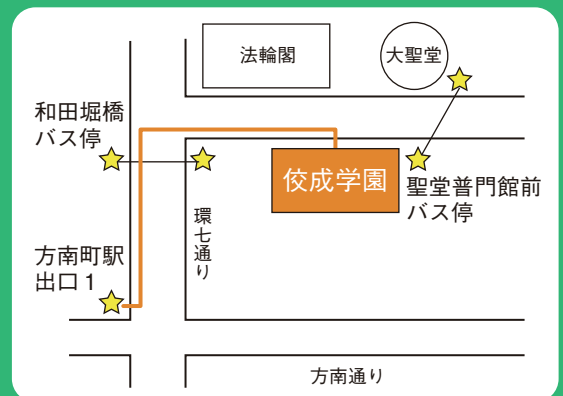 法輪閣
大聖堂
和田堀橋
バス停
佼成学園
聖堂普門館前
バス停
環七通り
方南町駅
出口1
方南通り